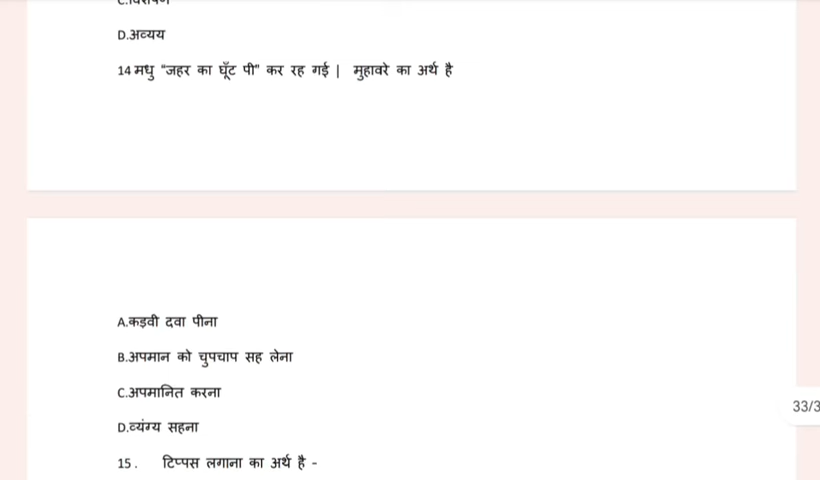 D.अव्यय
14 मधु “जहर का घूँट पी” कर रह गई | मुहावरे का अर्थ है
A.कड़वी दवा पीना
B.अपमान को चुपचाप सह लेना
C.अपमानित करना
D.व्यंग्य सहना
33/3
15. टिप्पस लगाना का अर्थ है -